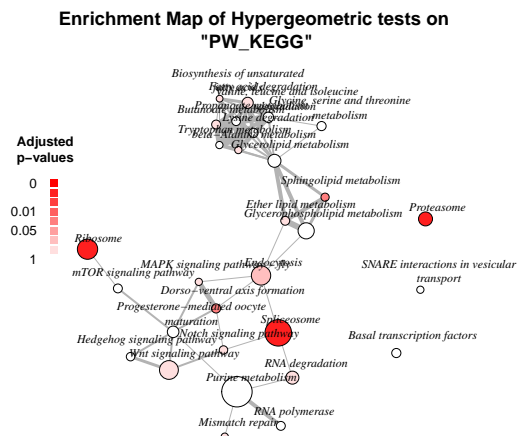 Enrichment Map of Hypergeometric tests on
"PW_KEGG"
Biosynthesis of unsaturated
Valine, leucine and isoleucine
Glycine, serine and threonine
metabolism
Butanoate metabolism
Lysine degradation
Tryptophan metabolism
beta−Alanine metabolism
Glycerolipid metabolism
Adjusted
p−values
0
0.01
0.05
1
Sphingolipid metabolism
Ether lipid metabolism
Glycerophospholipid metabolism
Proteasome
Ribosome
MAPK signaling pathway − fly
Endocytosis
mTOR signaling pathway
SNARE interactions in vesicular
transport
Dorso−ventral axis formation
Progesterone−mediated oocyte
maturation
Spliceosome
Notch signaling pathway
Hedgehog signaling pathway
Basal transcription factors
Wnt signaling pathway
RNA degradation
Purine metabolism
RNA polymerase
Mismatch repair